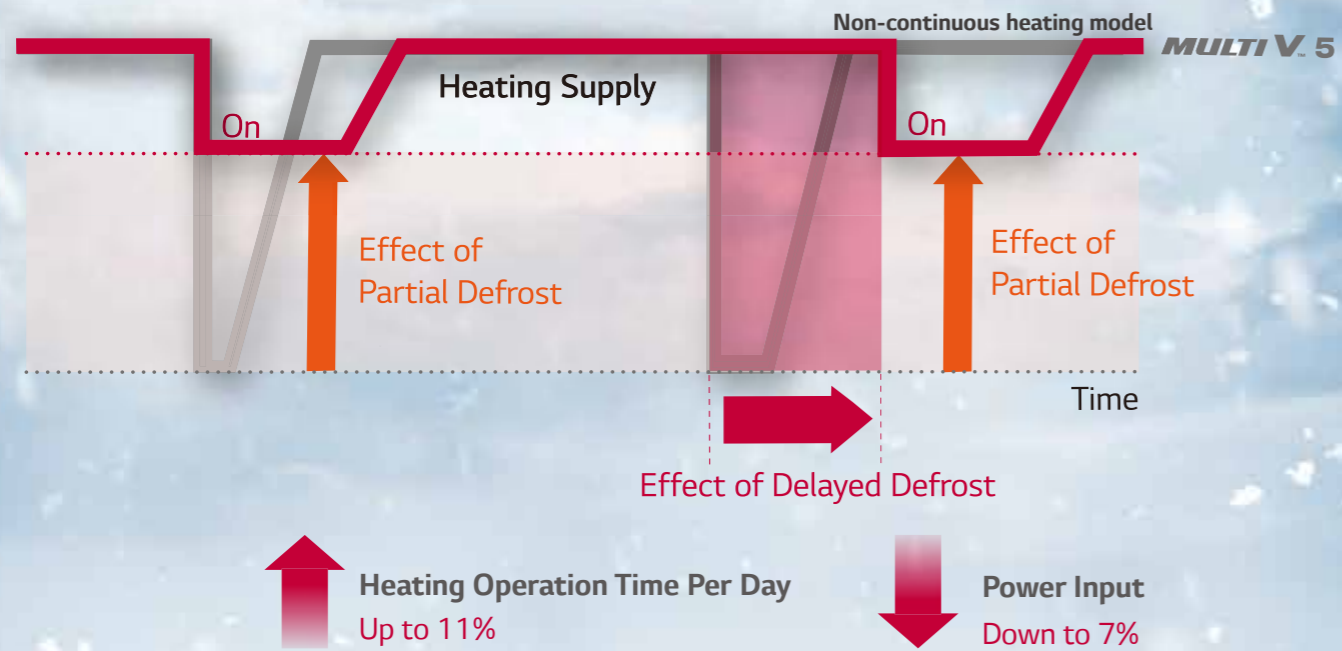 Non-continuous heating model
MULTI V™ 5
Heating Supply
On
On
Effect of
Partial Defrost
Effect of
Partial Defrost
Time
Effect of Delayed Defrost
Heating Operation Time Per Day
Up to 11%
Power Input
Down to 7%